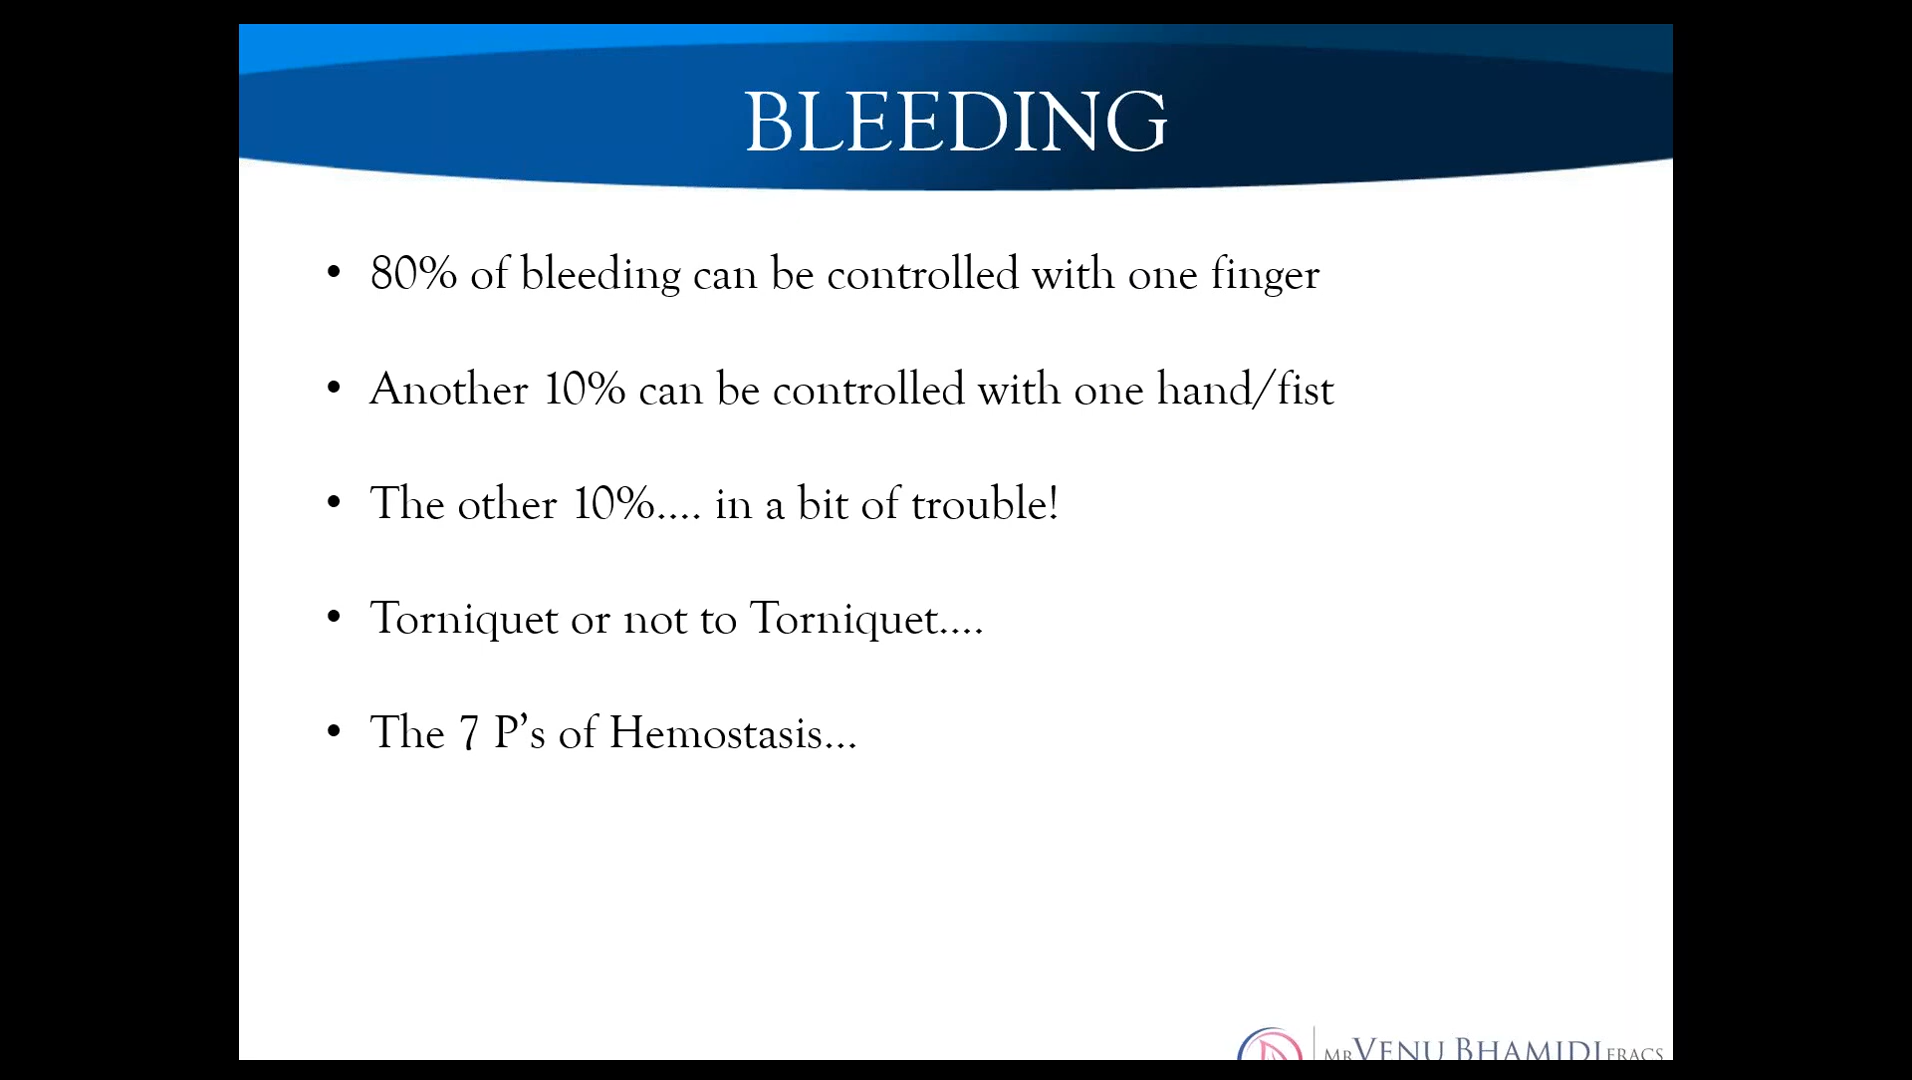 BLEEDING
• 80% of bleeding can be controlled with one finger
• Another 10% can be controlled with one hand/fist
• The other 10%.... in a bit of trouble!
• Torniquet or not to Torniquet....
• The 7 P's of Hemostasis...
MR VENU BHAMIDI FRACS